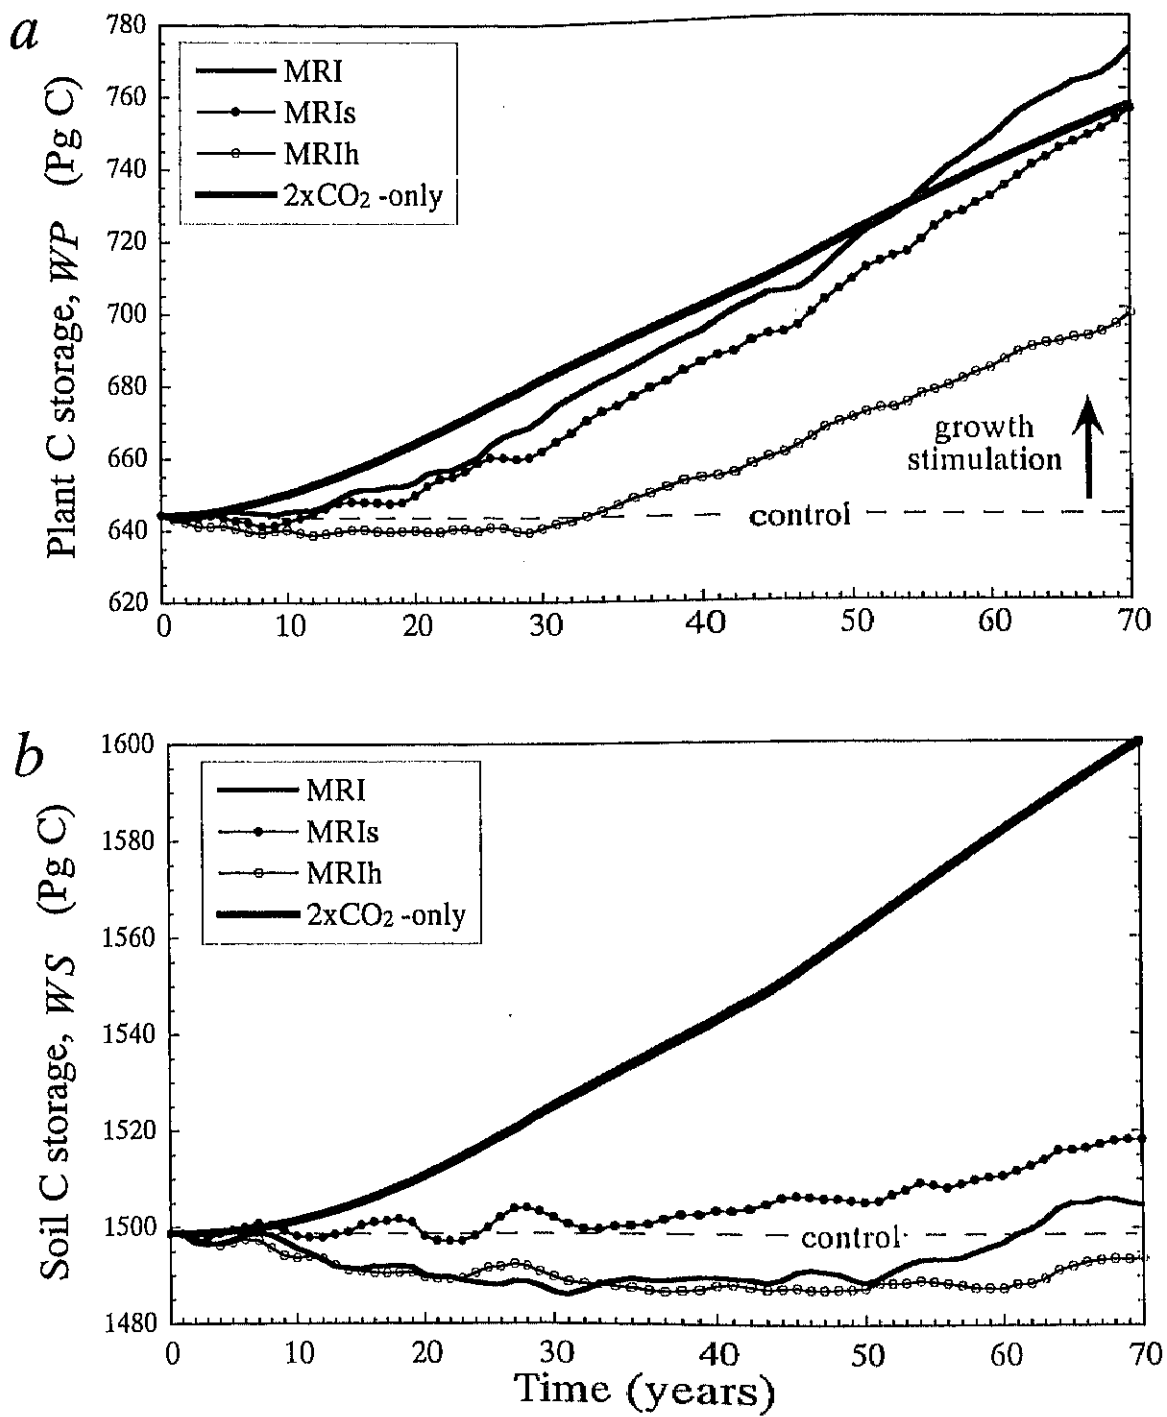 a
Plant C storage, WP (Pg C)
780
760
740
720
700
680
660
640
620
MRI
MRIs
MRIh
2xCO2 -only
growth
stimulation
control
0 10 20 30 40 50 60 70
b
Soil C storage, WS (Pg C)
1600
1580
1560
1540
1520
1500
1480
MRI
MRIs
MRIh
2xCO2 -only
control
0 10 20 30 40 50 60 70
Time (years)